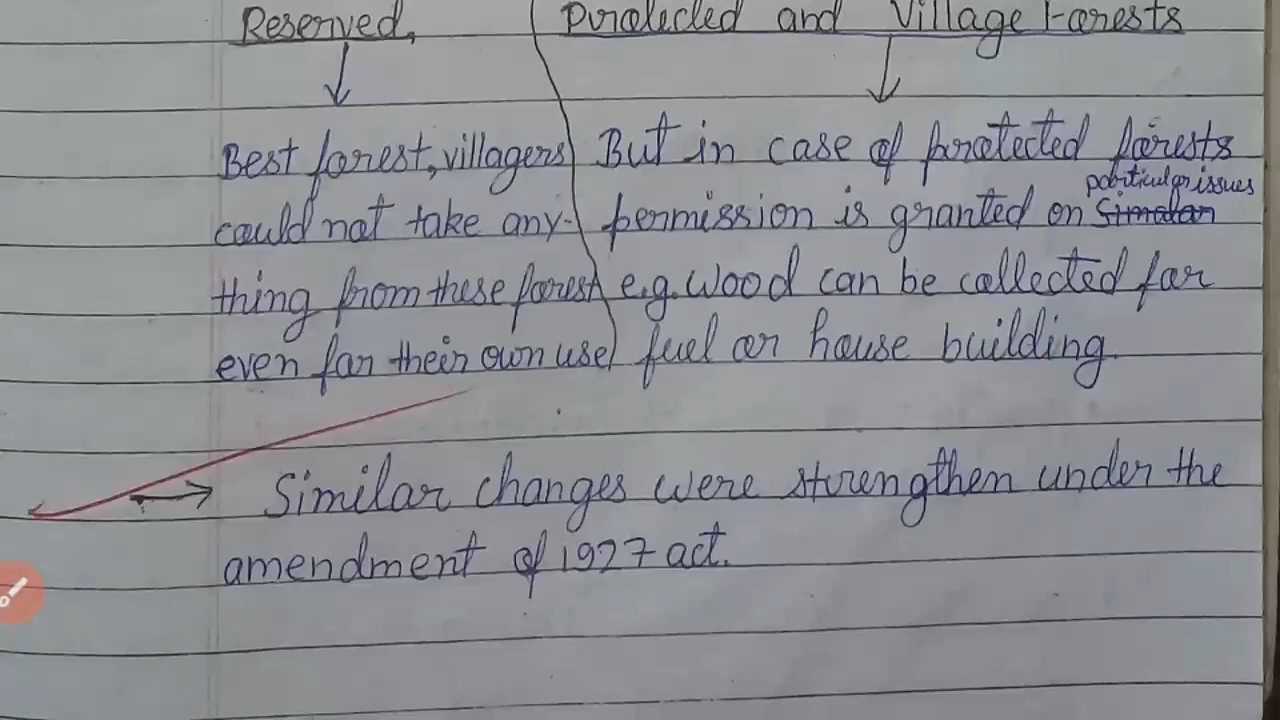 Reserved, Protected and Village Forests
Best forest, villagers
could not take any-
thing from these forest
even for their own use
But in case of protected forests
particular issues
permission is granted on Similar
e.g. wood can be collected for
fuel or house building.
Similar changes were strengthen under the
amendment of 1927 act.